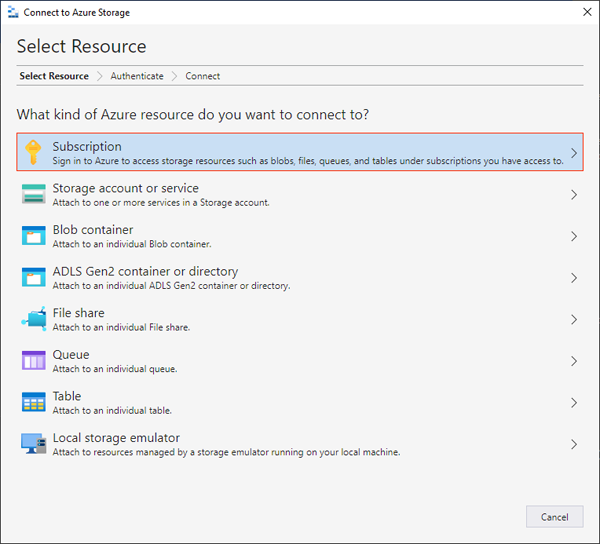 Connect to Azure Storage
Select Resource
Select Resource
Authenticate
Connect
What kind of Azure resource do you want to connect to?
Subscription
Sign in to Azure to access storage resources such as blobs, files, queues, and tables under subscriptions you have access to.
Storage account or service
Attach to one or more services in a Storage account.
Blob container
Attach to an individual Blob container.
ADLS Gen2 container or directory
Attach to an individual ADLS Gen2 container or directory.
File share
Attach to an individual File share.
Queue
Attach to an individual queue.
Table
Attach to an individual table.
Local storage emulator
Attach to resources managed by a storage emulator running on your local machine.
Cancel